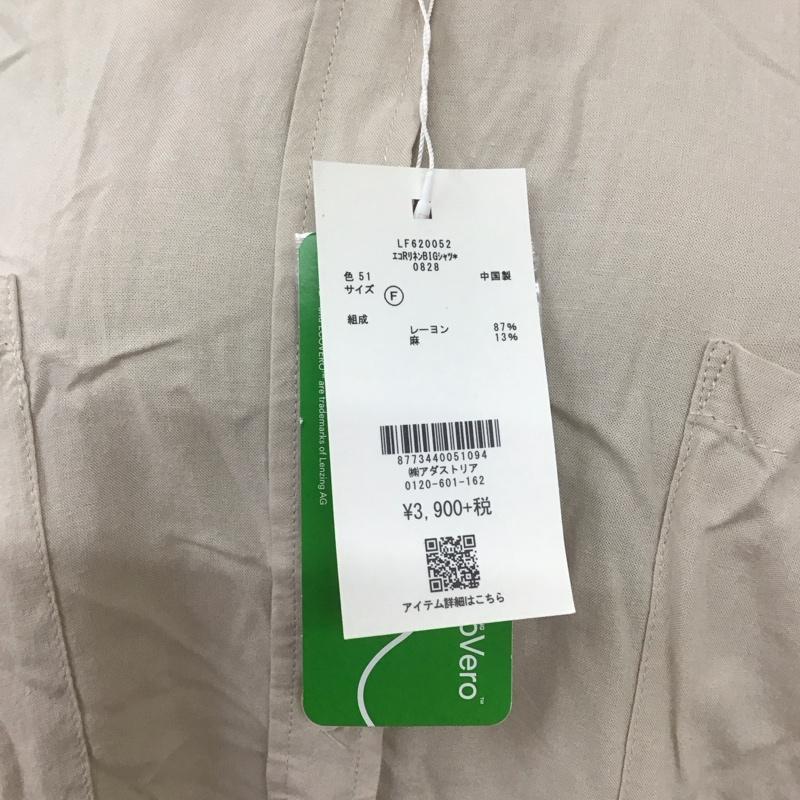 LF620052
ｴｺRﾘﾈﾝBIGｼｬﾂ*
0828
色 51 中国製
サイズ Ⓕ
組成
レーヨン 87%
麻 13%
8773440051094
㈱アダストリア
0120-601-162
¥3,900+税
アイテム詳細はこちら
ECOVERO™ are trademarks of Lenzing AG
Vero™